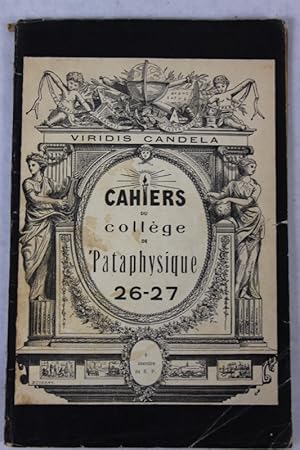 VIRIDIS CANDELA
CAHIERS
DU
collège
DE
'Pataphysique
26-27